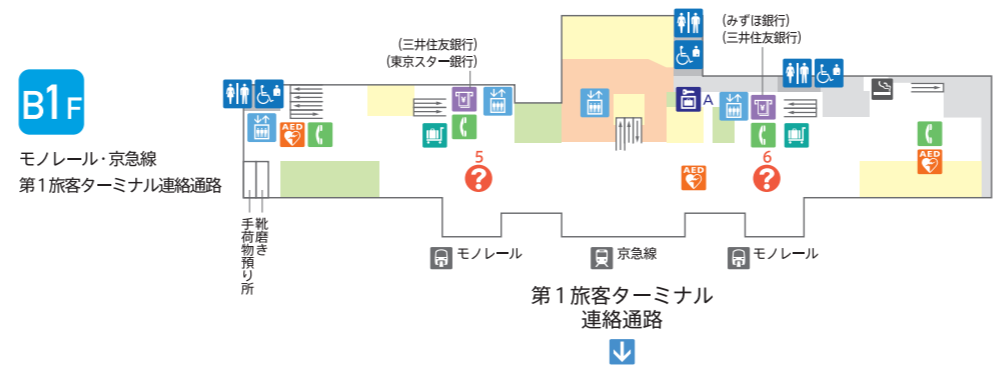 (みずほ銀行)
(三井住友銀行)
(三井住友銀行)
(東京スター銀行)
B1F
AED
A
モノレール・京急線
第1旅客ターミナル連絡通路
5
6
?
?
AED
AED
靴磨き
手荷物預り所
モノレール
京急線
モノレール
第1旅客ターミナル
連絡通路